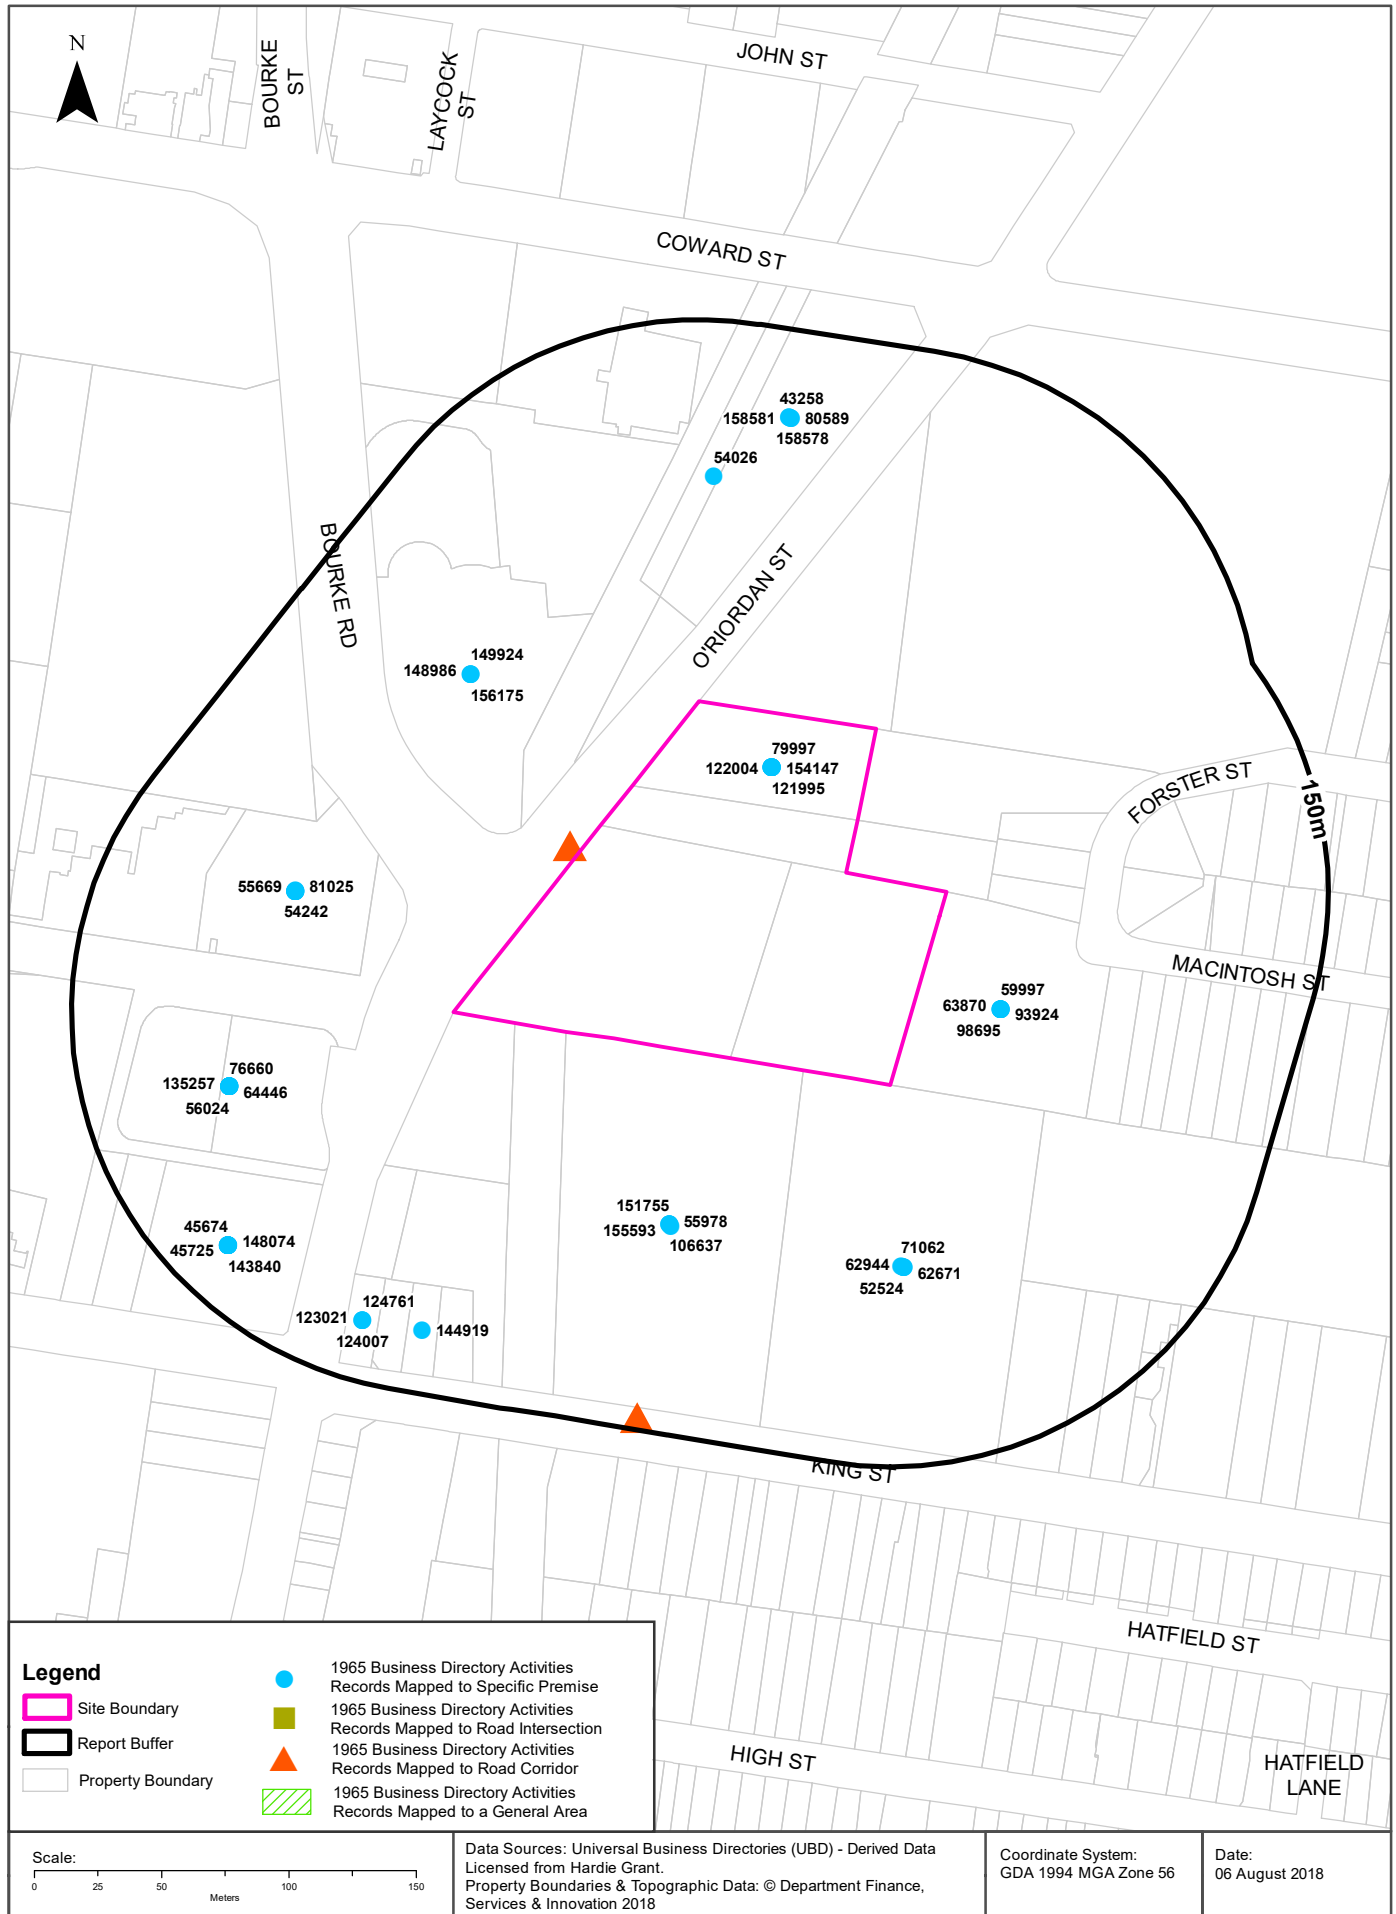 N
BOURKE
ST
LAYCOCK
ST
JOHN ST
COWARD ST
43258
158581
80589
158578
54026
BOURKE RD
O'RIORDAN ST
149924
148986
156175
79997
122004
154147
121995
FORSTER ST
150m
55669
81025
54242
MACINTOSH ST
59997
63870
93924
98695
76660
135257
64446
56024
151755
55978
155593
106637
45674
148074
45725
143840
71062
62944
62671
52524
124761
123021
124007
144919
KING ST
HATFIELD ST
HIGH ST
HATFIELD
LANE
Legend
Site Boundary
Report Buffer
Property Boundary
1965 Business Directory Activities
Records Mapped to Specific Premise
1965 Business Directory Activities
Records Mapped to Road Intersection
1965 Business Directory Activities
Records Mapped to Road Corridor
1965 Business Directory Activities
Records Mapped to a General Area
Scale:
0 25 50 100 150
Meters
Data Sources: Universal Business Directories (UBD) - Derived Data
Licensed from Hardie Grant.
Property Boundaries & Topographic Data: © Department Finance,
Services & Innovation 2018
Coordinate System:
GDA 1994 MGA Zone 56
Date:
06 August 2018